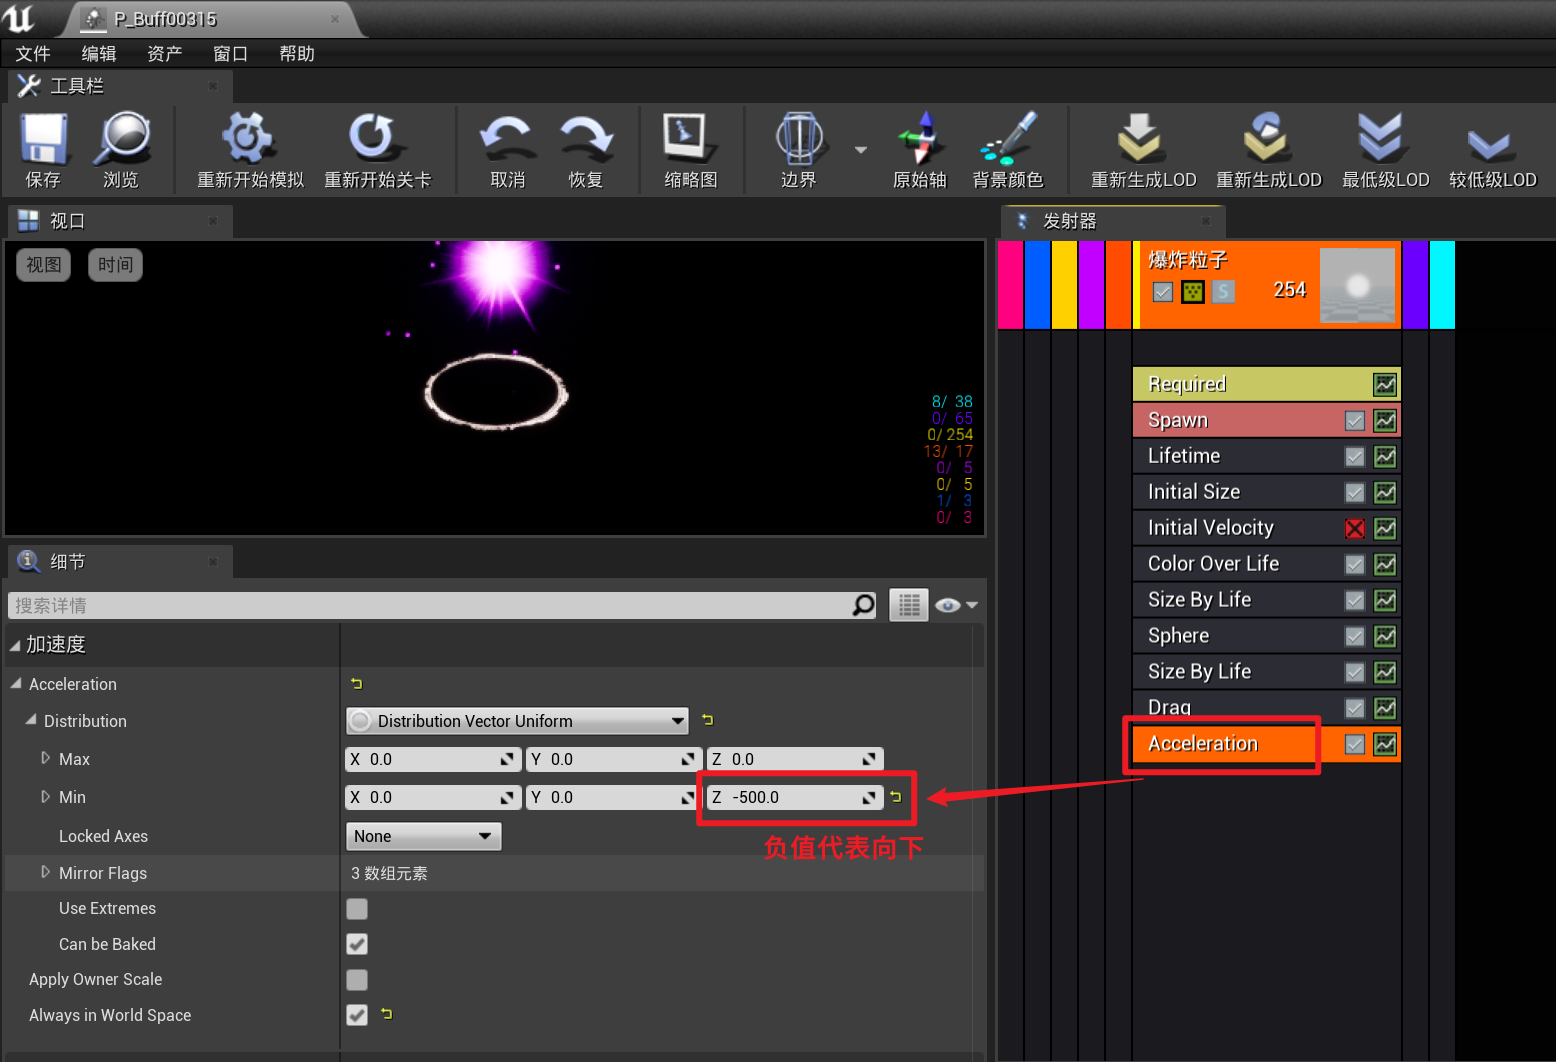 P_Buff00315
文件 编辑 资产 窗口 帮助
工具栏
保存 浏览 重新开始模拟 重新开始关卡 取消 恢复 缩略图 边界 原始轴 背景颜色 重新生成LOD 重新生成LOD 最低级LOD 较低级LOD
视口
视图 时间
8/ 38
0/ 65
0/ 254
13/ 17
0/ 5
0/ 5
1/ 3
0/ 3
发射器
爆炸粒子
S 254
Required
Spawn
Lifetime
Initial Size
Initial Velocity
Color Over Life
Size By Life
Sphere
Size By Life
Drag
Acceleration
细节
搜索详情
加速度
Acceleration
Distribution Distribution Vector Uniform
Max X 0.0 Y 0.0 Z 0.0
Min X 0.0 Y 0.0 Z -500.0
负值代表向下
Locked Axes None
Mirror Flags 3 数组元素
Use Extremes
Can be Baked
Apply Owner Scale
Always in World Space